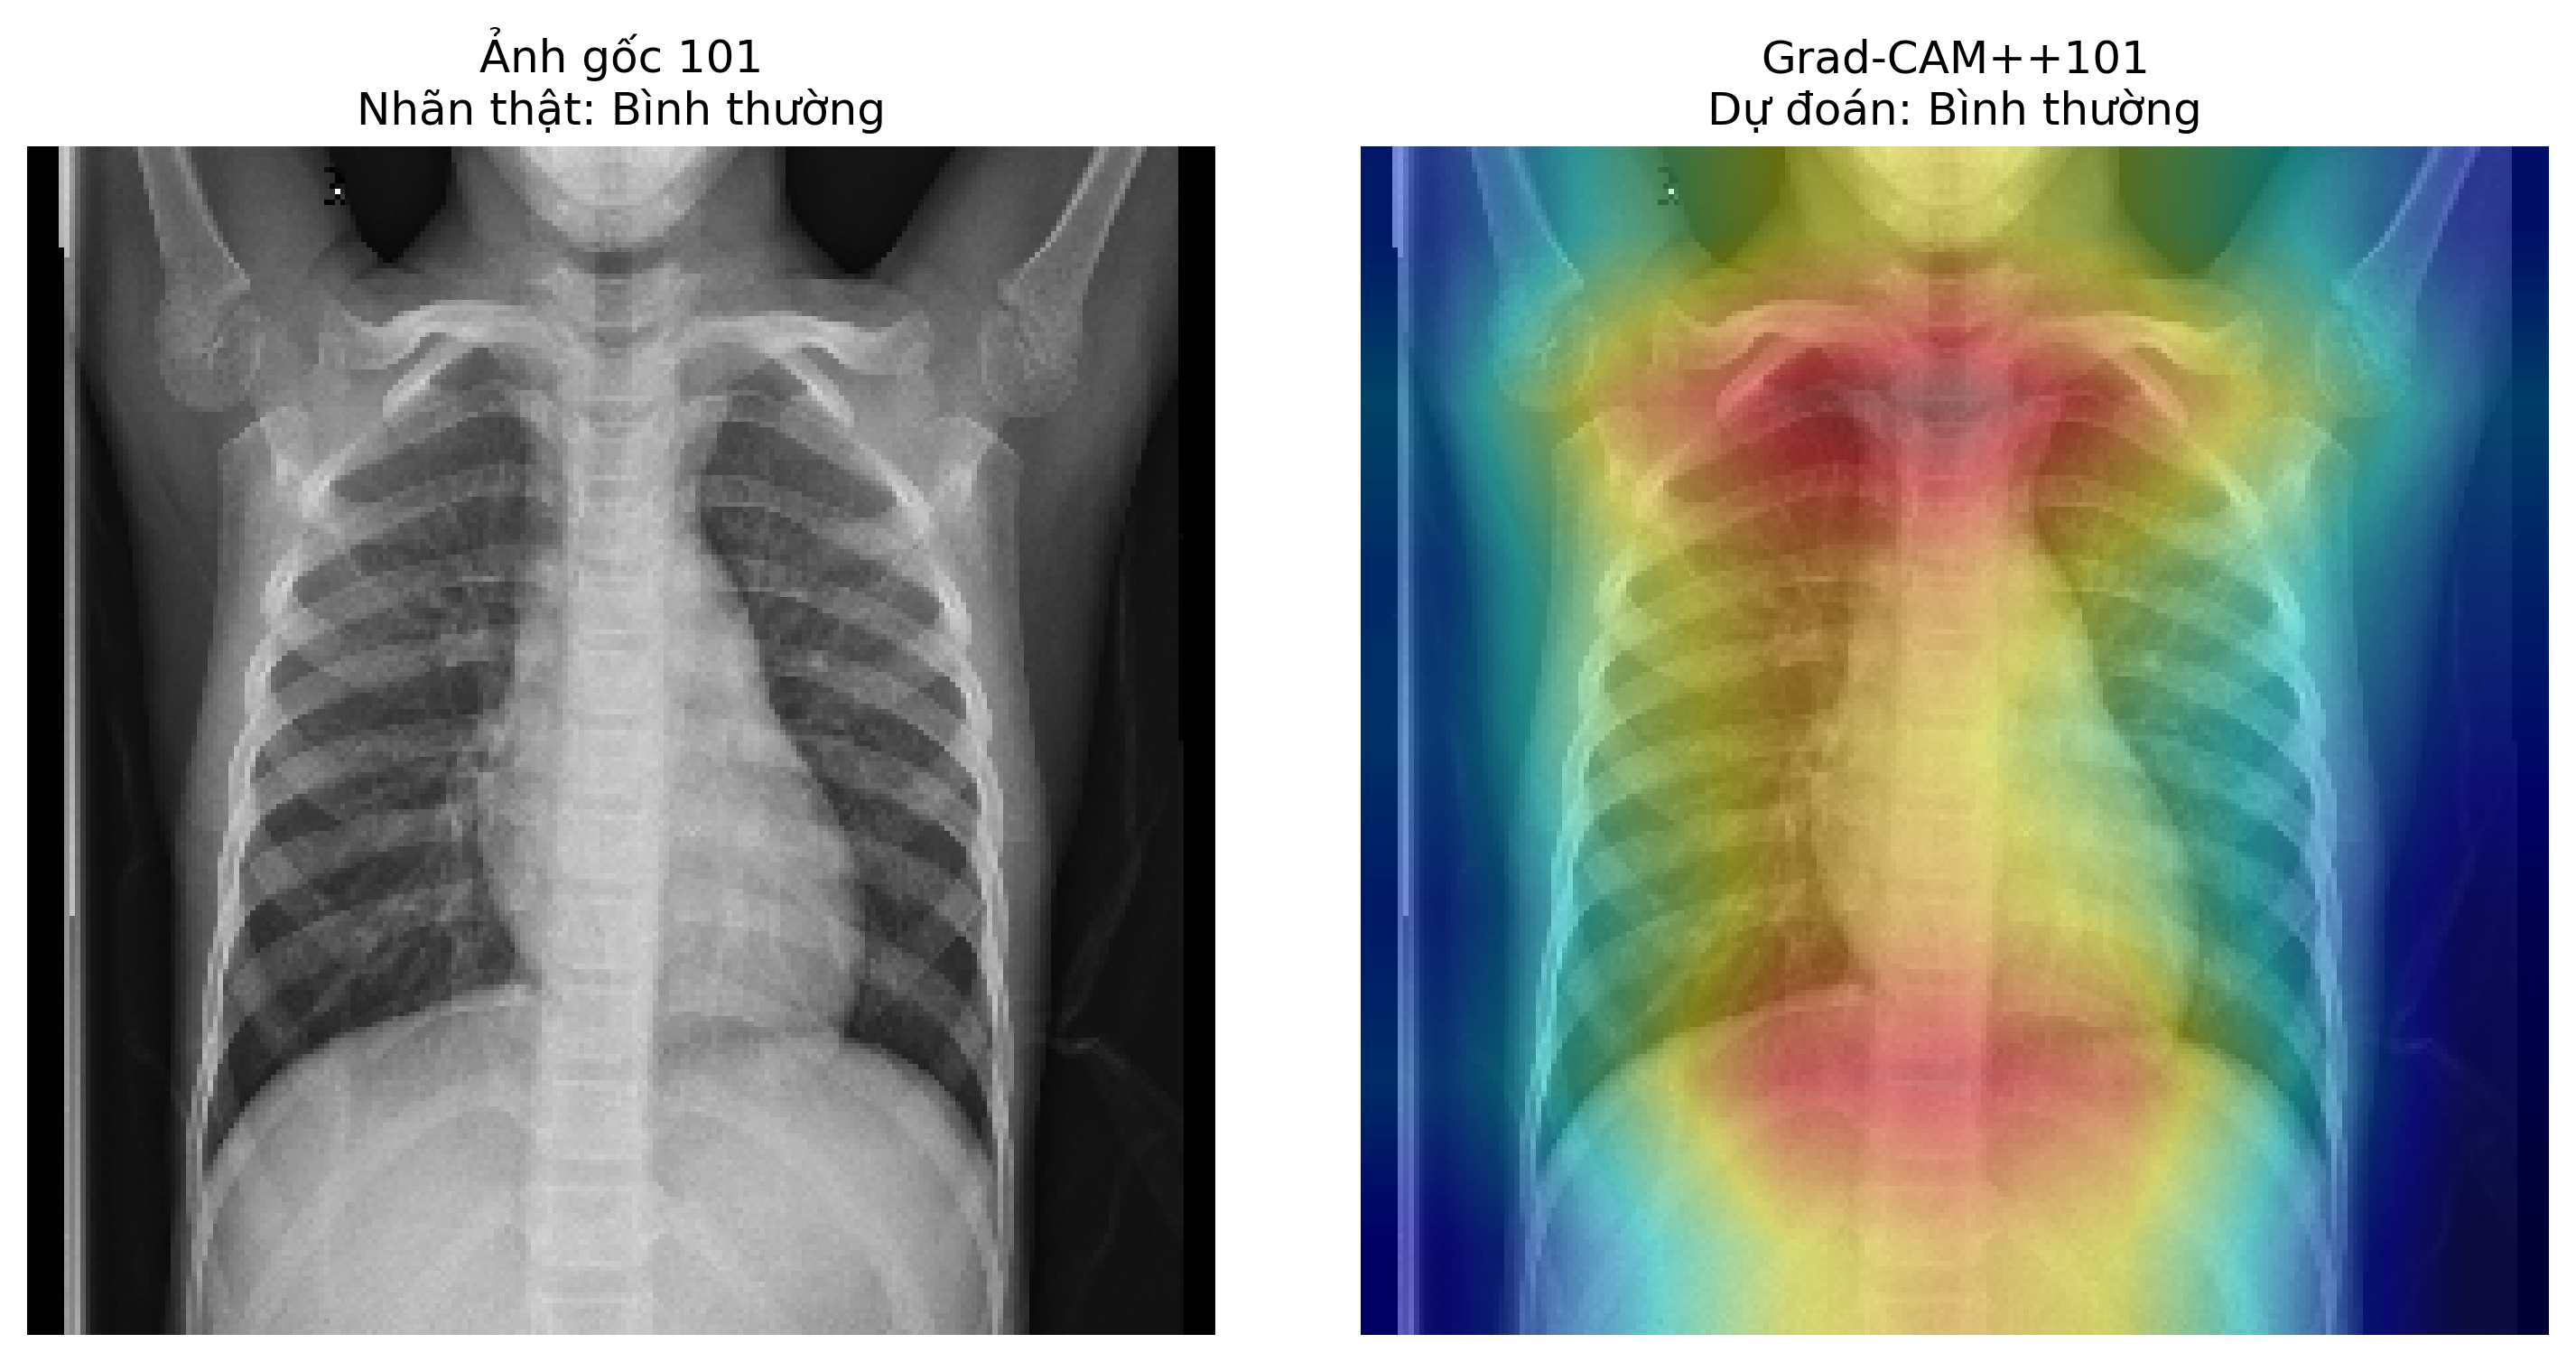 Ảnh gốc 101
Nhãn thật: Bình thường
Grad-CAM++101
Dự đoán: Bình thường